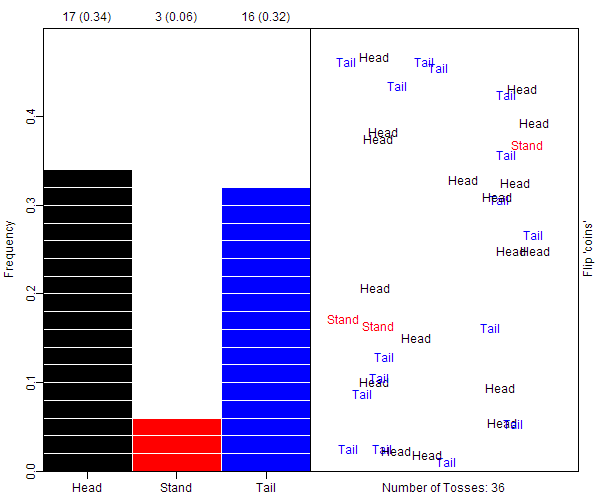 17 (0.34) 3 (0.06) 16 (0.32)
Frequency
0.4
0.3
0.2
0.1
0.0
Head Stand Tail
Head
Tail Tail
Tail
Tail
Head
Tail
Head
Head
Head
Stand
Tail
Head
Head
Head
Tail
Tail
Head Head
Head
Stand
Stand
Tail
Head
Tail
Tail
Head
Head
Tail
Head
Tail
Tail Tail
Head
Head
Tail
Number of Tosses: 36
Flip 'coins'